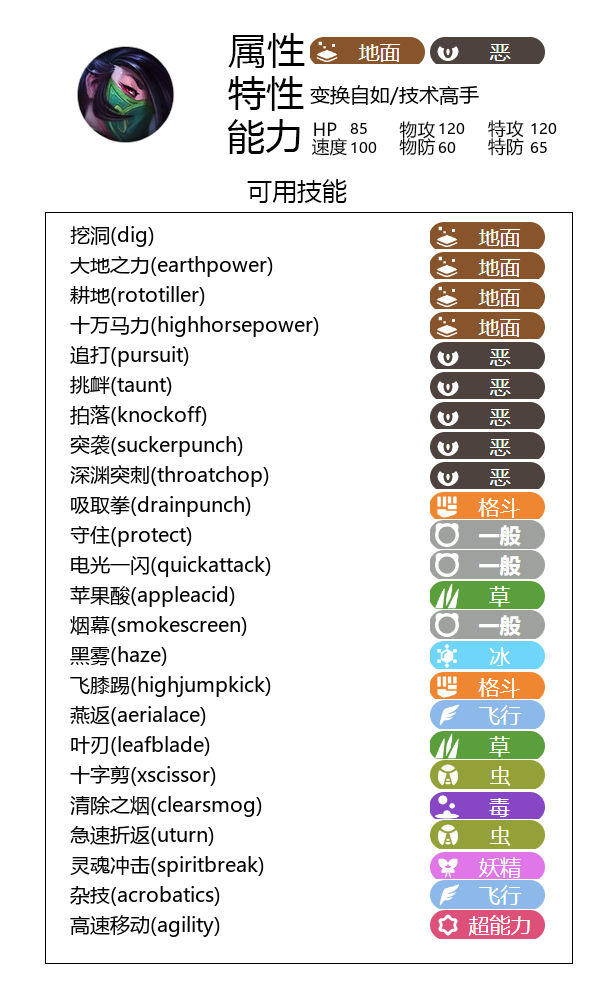 属性 地面 恶
特性 变换自如/技术高手
能力 HP 85 物攻 120 特攻 120
速度 100 物防 60 特防 65
可用技能
挖洞(dig) 地面
大地之力(earthpower) 地面
耕地(rototiller) 地面
十万马力(highhorsepower) 地面
追打(pursuit) 恶
挑衅(taunt) 恶
拍落(knockoff) 恶
突袭(suckerpunch) 恶
深渊突刺(throatchop) 恶
吸取拳(drainpunch) 格斗
守住(protect) 一般
电光一闪(quickattack) 一般
苹果酸(appleacid) 草
烟幕(smokescreen) 一般
黑雾(haze) 冰
飞膝踢(highjumpkick) 格斗
燕返(aerialace) 飞行
叶刃(leafblade) 草
十字剪(xscissor) 虫
清除之烟(clearsmog) 毒
急速折返(uturn) 虫
灵魂冲击(spiritbreak) 妖精
杂技(acrobatics) 飞行
高速移动(agility) 超能力